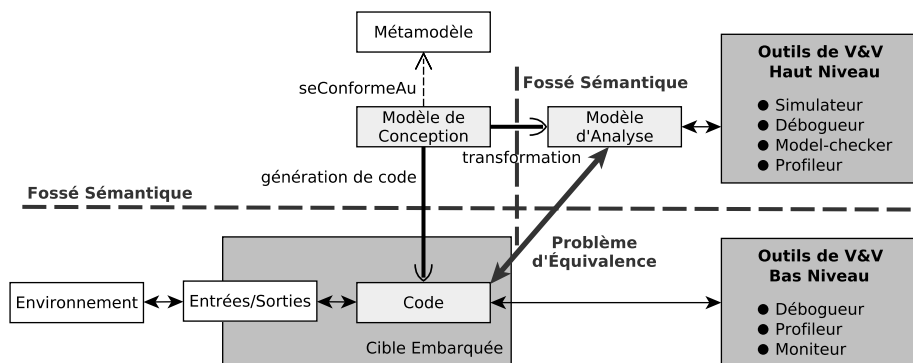 Métamodèle
Outils de V&V
Haut Niveau
● Simulateur
● Débogueur
● Model-checker
● Profileur
seConformeAu
Fossé Sémantique
Modèle de
Conception
Modèle
d'Analyse
transformation
génération de code
Fossé Sémantique
Problème
d'Équivalence
Outils de V&V
Bas Niveau
● Débogueur
● Profileur
● Moniteur
Environnement
Entrées/Sorties
Code
Cible Embarquée